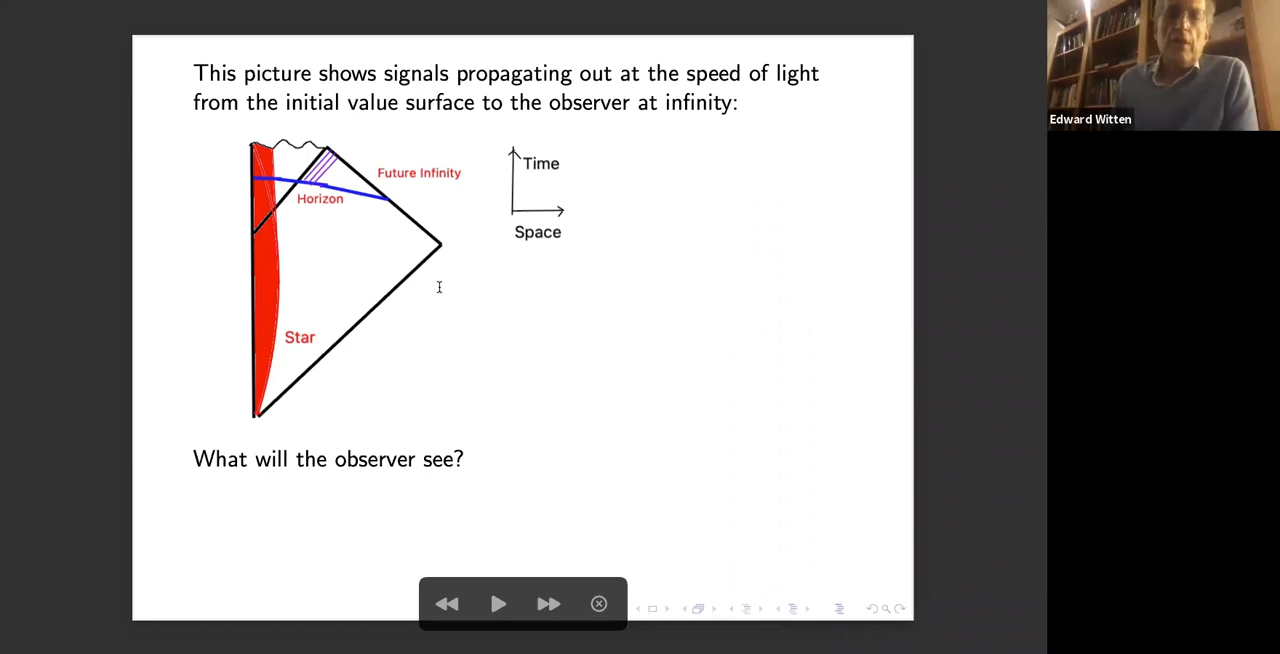 This picture shows signals propagating out at the speed of light
from the initial value surface to the observer at infinity:
Time
Future Infinity
Horizon
Space
Star
What will the observer see?
Edward Witten